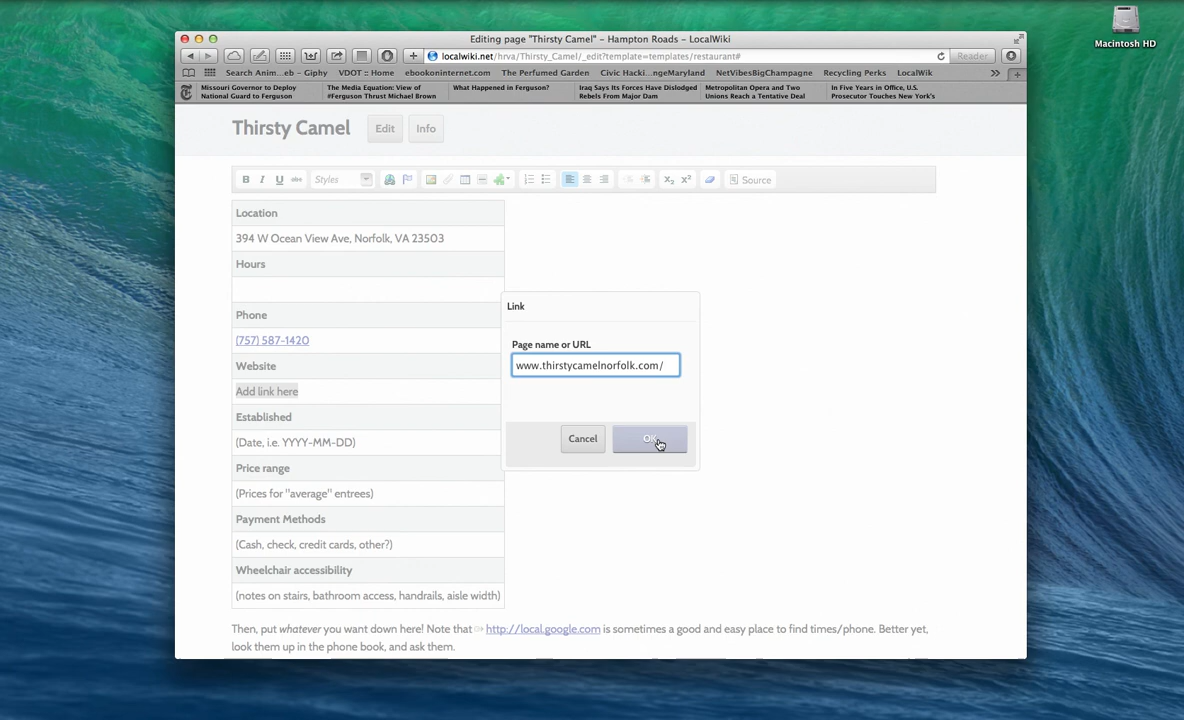 Editing page "Thirsty Camel" – Hampton Roads – LocalWiki
localwiki.net/hrva/Thirsty_Camel/_edit?template=templates/restaurant#
Reader
Search Anim...eb – Giphy VDOT :: Home ebookoninternet.com The Perfumed Garden Civic Hacki...ngeMaryland NetVibesBigChampagne Recycling Perks LocalWik
Missouri Governor to Deploy National Guard to Ferguson
The Media Equation: View of #Ferguson Thrust Michael Brown
What Happened in Ferguson?
Iraq Says Its Forces Have Dislodged Rebels From Major Dam
Metropolitan Opera and Two Unions Reach a Tentative Deal
In Five Years in Office, U.S. Prosecutor Touches New York's
Macintosh HD
Thirsty Camel Edit Info
B I U abc Styles Source
Location
394 W Ocean View Ave, Norfolk, VA 23503
Hours
Phone
(757) 587-1420
Website
Add link here
Established
(Date, i.e. YYYY-MM-DD)
Price range
(Prices for "average" entrees)
Payment Methods
(Cash, check, credit cards, other?)
Wheelchair accessibility
(notes on stairs, bathroom access, handrails, aisle width)
Link
Page name or URL
www.thirstycamelnorfolk.com/
Cancel OK
Then, put whatever you want down here! Note that http://local.google.com is sometimes a good and easy place to find times/phone. Better yet,
look them up in the phone book, and ask them.